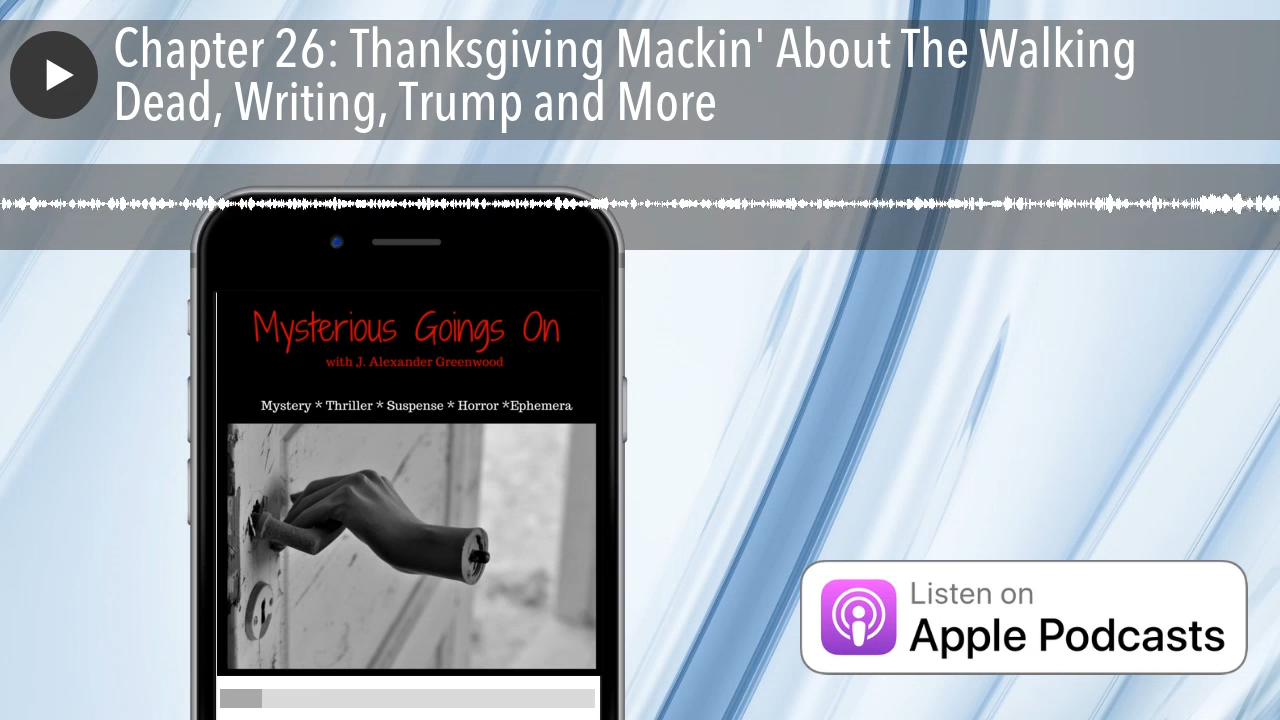 Chapter 26: Thanksgiving Mackin' About The Walking
Dead, Writing, Trump and More
Mysterious Goings On
with J. Alexander Greenwood
Mystery * Thriller * Suspense * Horror *Ephemera
Listen on
Apple Podcasts